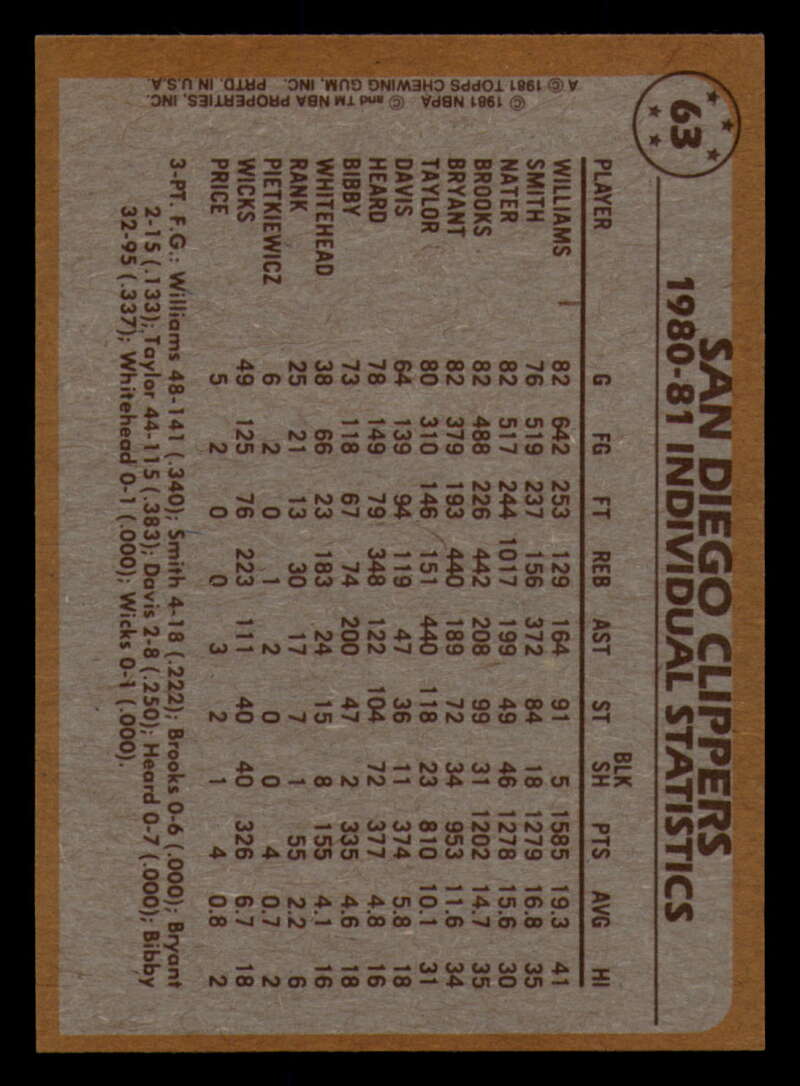 63
SAN DIEGO CLIPPERS
1980-81 INDIVIDUAL STATISTICS
BLK
PLAYER G FG FT REB AST ST SH PTS AVG HI
WILLIAMS 82 642 253 129 164 91 5 1585 19.3 41
SMITH 76 519 237 156 372 84 18 1279 16.8 35
NATER 82 517 244 1017 199 49 46 1278 15.6 30
BROOKS 82 488 226 442 208 99 31 1202 14.7 35
BRYANT 82 379 193 440 189 72 34 953 11.6 34
TAYLOR 80 310 146 151 440 118 23 810 10.1 31
DAVIS 64 139 94 119 47 36 11 374 5.8 18
HEARD 78 149 79 348 122 104 72 377 4.8 16
BIBBY 73 118 67 74 200 47 2 335 4.6 18
WHITEHEAD 38 66 23 183 24 15 8 155 4.1 16
RANK 25 21 13 30 17 7 1 55 2.2 6
PIETKIEWICZ 6 2 0 1 2 0 0 4 0.7 2
WICKS 49 125 76 223 111 40 40 326 6.7 18
PRICE 5 2 0 0 3 2 1 4 0.8 2
3-PT. F.G.: Williams 48-141 (.340); Smith 4-18 (.222); Brooks 0-6 (.000); Bryant
2-15 (.133); Taylor 44-115 (.383); Davis 2-8 (.250); Heard 0-7 (.000); Bibby
32-95 (.337); Whitehead 0-1 (.000); Wicks 0-1 (.000).
© 1981 NBPA © and TM NBA PROPERTIES, INC.
A © 1981 TOPPS CHEWING GUM, INC. PRTD. IN U.S.A.